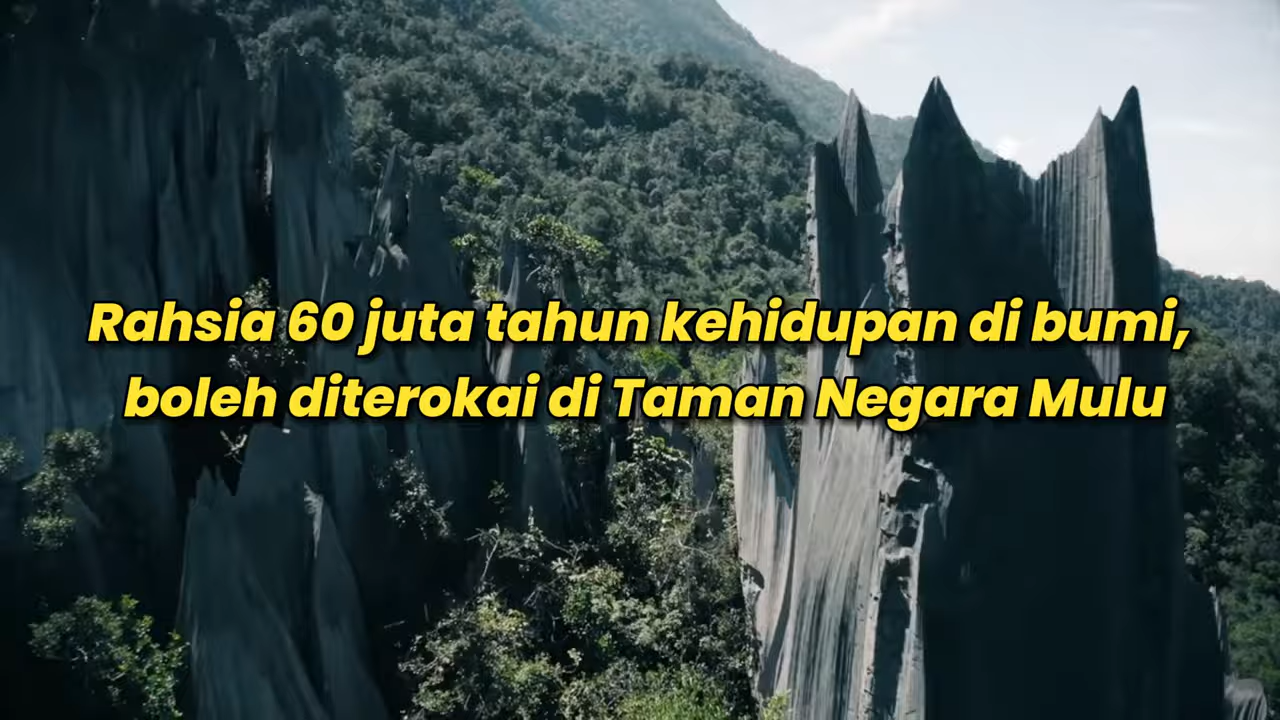 Rahsia 60 juta tahun kehidupan di bumi,
boleh diterokai di Taman Negara Mulu